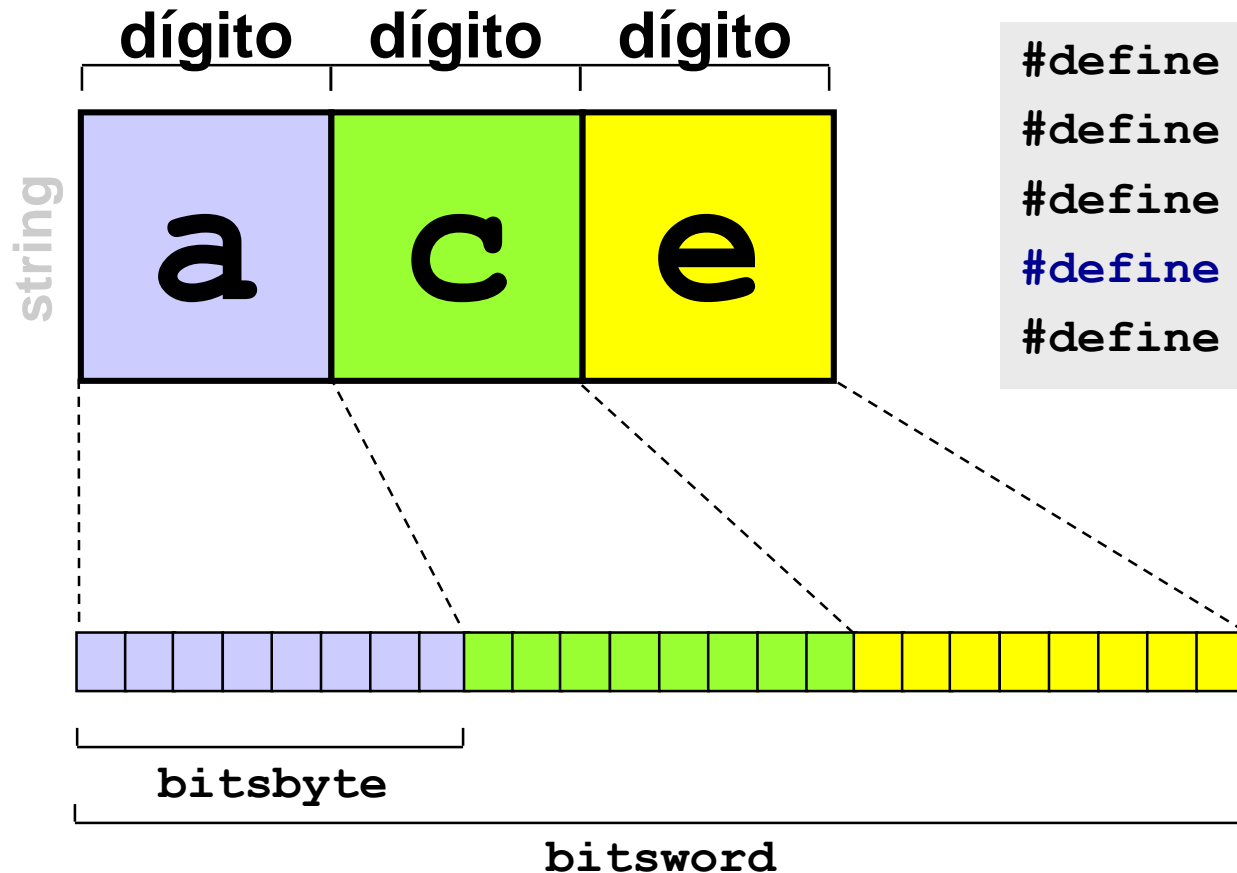 dígito dígito dígito
string
a c e
#define
#define
#define
#define
#define
bitsbyte
bitsword